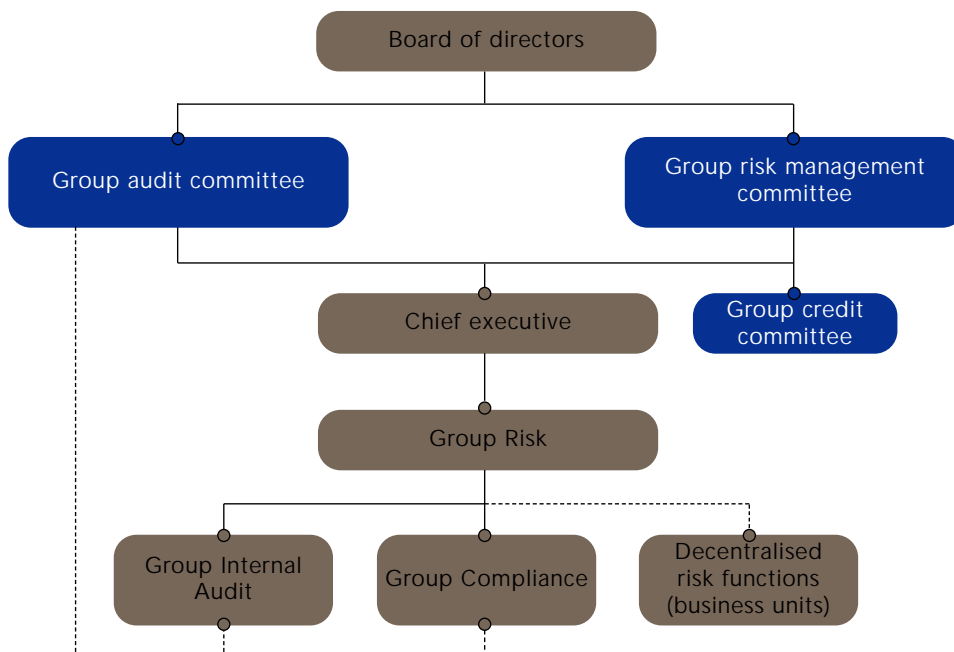 Board of directors
Group audit committee
Group risk management
committee
Chief executive
Group credit
committee
Group Risk
Group Internal
Audit
Group Compliance
Decentralised
risk functions
(business units)